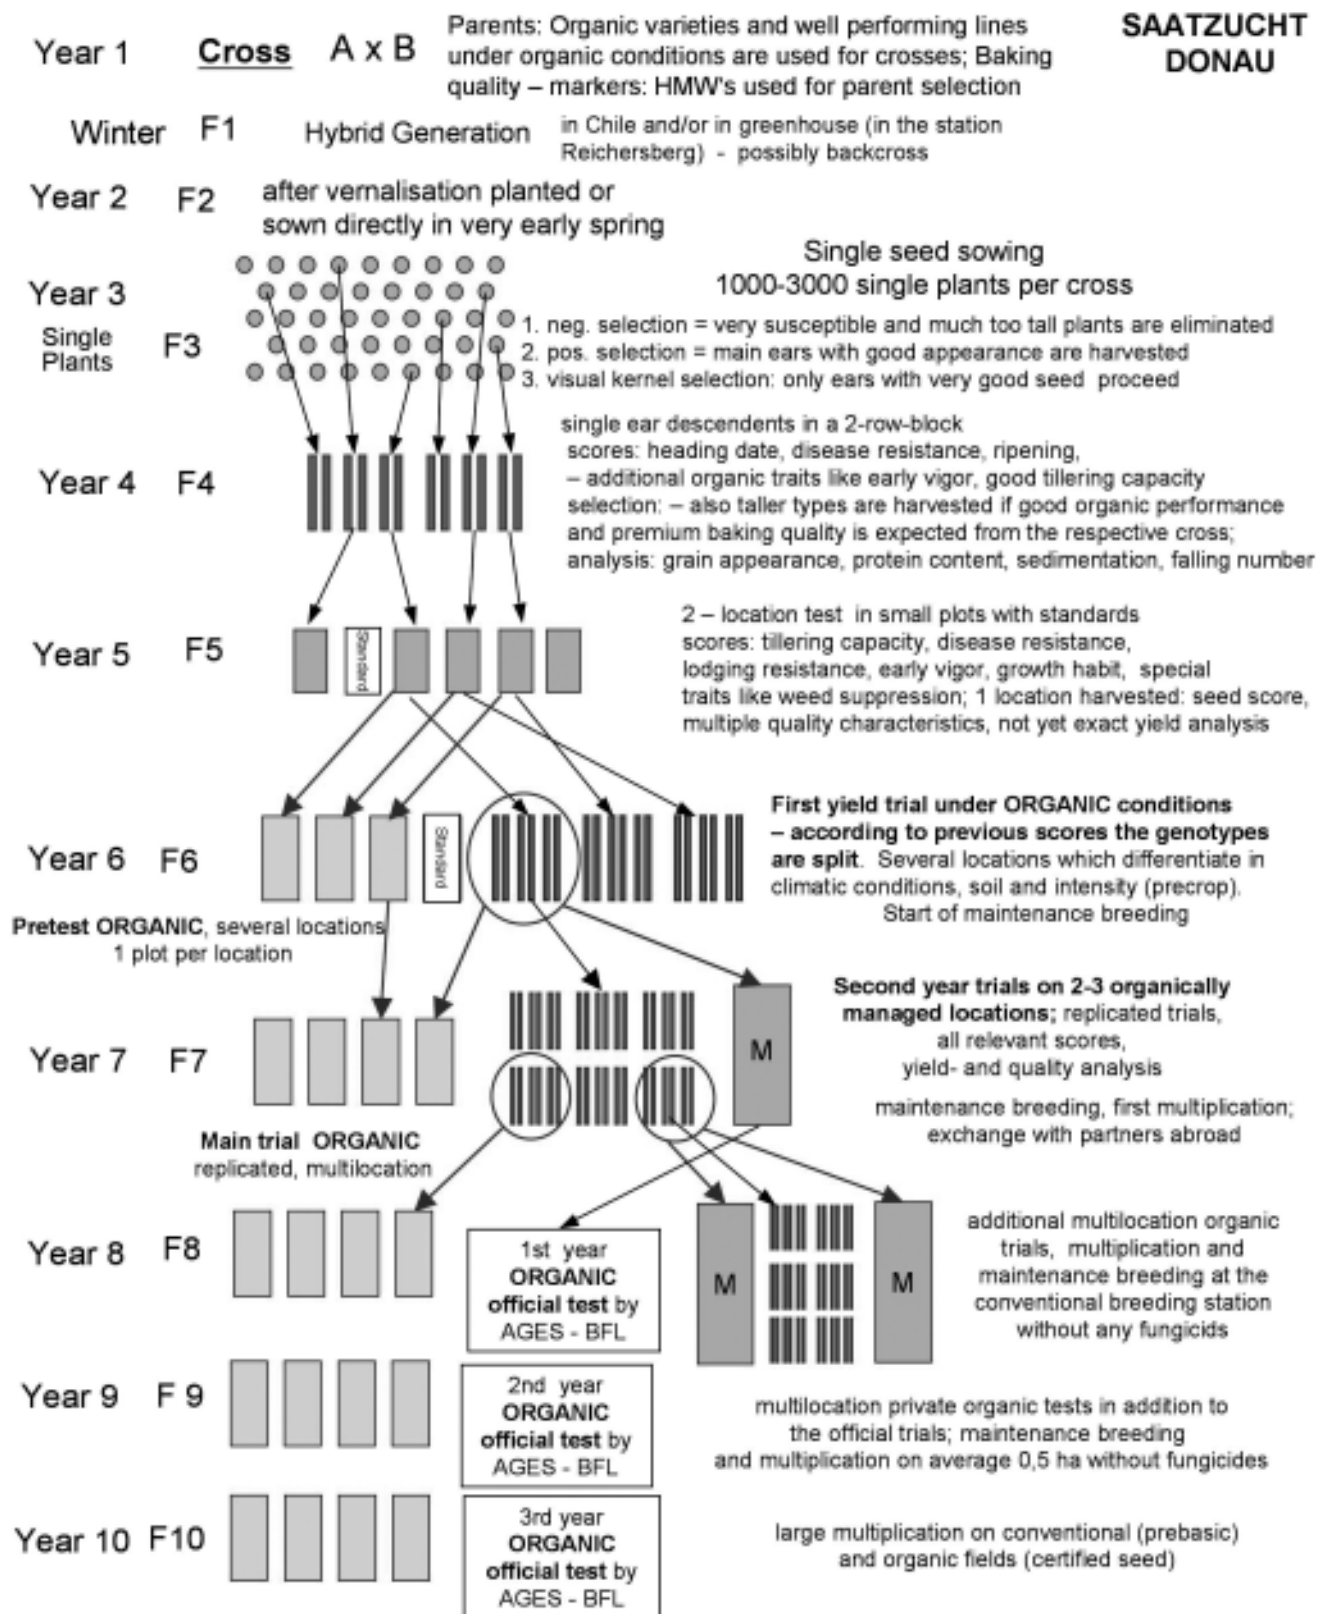 SAATZUCHT
DONAU
Year 1 Cross A x B
Parents: Organic varieties and well performing lines
under organic conditions are used for crosses; Baking
quality – markers: HMW's used for parent selection
Winter F1 Hybrid Generation
in Chile and/or in greenhouse (in the station
Reichersberg) - possibly backcross
Year 2 F2
after vernalisation planted or
sown directly in very early spring
Single seed sowing
1000-3000 single plants per cross
Year 3
Single
Plants
F3
1. neg. selection = very susceptible and much too tall plants are eliminated
2. pos. selection = main ears with good appearance are harvested
3. visual kernel selection: only ears with very good seed proceed
Year 4 F4
single ear descendents in a 2-row-block
scores: heading date, disease resistance, ripening,
– additional organic traits like early vigor, good tillering capacity
selection: – also taller types are harvested if good organic performance
and premium baking quality is expected from the respective cross;
analysis: grain appearance, protein content, sedimentation, falling number
Year 5 F5
Standard
2 – location test in small plots with standards
scores: tillering capacity, disease resistance,
lodging resistance, early vigor, growth habit, special
traits like weed suppression; 1 location harvested: seed score,
multiple quality characteristics, not yet exact yield analysis
Year 6 F6
Standard
First yield trial under ORGANIC conditions
– according to previous scores the genotypes
are split. Several locations which differentiate in
climatic conditions, soil and intensity (precrop).
Start of maintenance breeding
Pretest ORGANIC, several locations
1 plot per location
Year 7 F7
M
Second year trials on 2-3 organically
managed locations; replicated trials,
all relevant scores,
yield- and quality analysis
maintenance breeding, first multiplication;
exchange with partners abroad
Main trial ORGANIC
replicated, multilocation
Year 8 F8
1st year
ORGANIC
official test by
AGES - BFL
M
M
additional multilocation organic
trials, multiplication and
maintenance breeding at the
conventional breeding station
without any fungicids
Year 9 F 9
2nd year
ORGANIC
official test by
AGES - BFL
multilocation private organic tests in addition to
the official trials; maintenance breeding
and multiplication on average 0,5 ha without fungicides
Year 10 F10
3rd year
ORGANIC
official test by
AGES - BFL
large multiplication on conventional (prebasic)
and organic fields (certified seed)